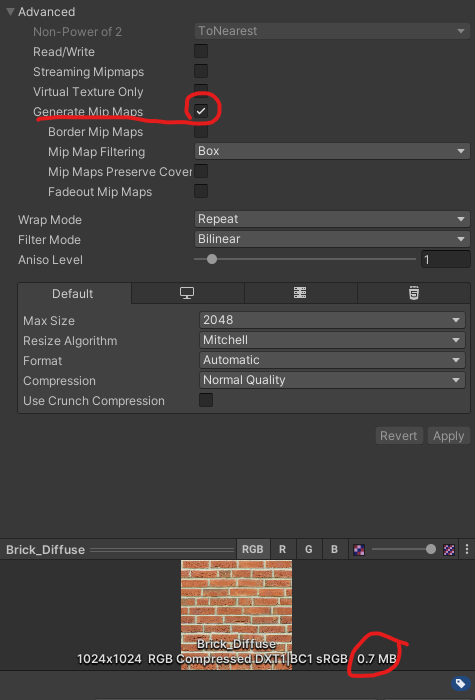 Advanced
Non-Power of 2 ToNearest
Read/Write
Streaming Mipmaps
Virtual Texture Only
Generate Mip Maps
Border Mip Maps
Mip Map Filtering Box
Mip Maps Preserve Cover
Fadeout Mip Maps
Wrap Mode Repeat
Filter Mode Bilinear
Aniso Level 1
Default
Max Size 2048
Resize Algorithm Mitchell
Format Automatic
Compression Normal Quality
Use Crunch Compression
Revert Apply
Brick_Diffuse RGB R G B
Brick_Diffuse
1024x1024 RGB Compressed DXT1|BC1 sRGB 0.7 MB